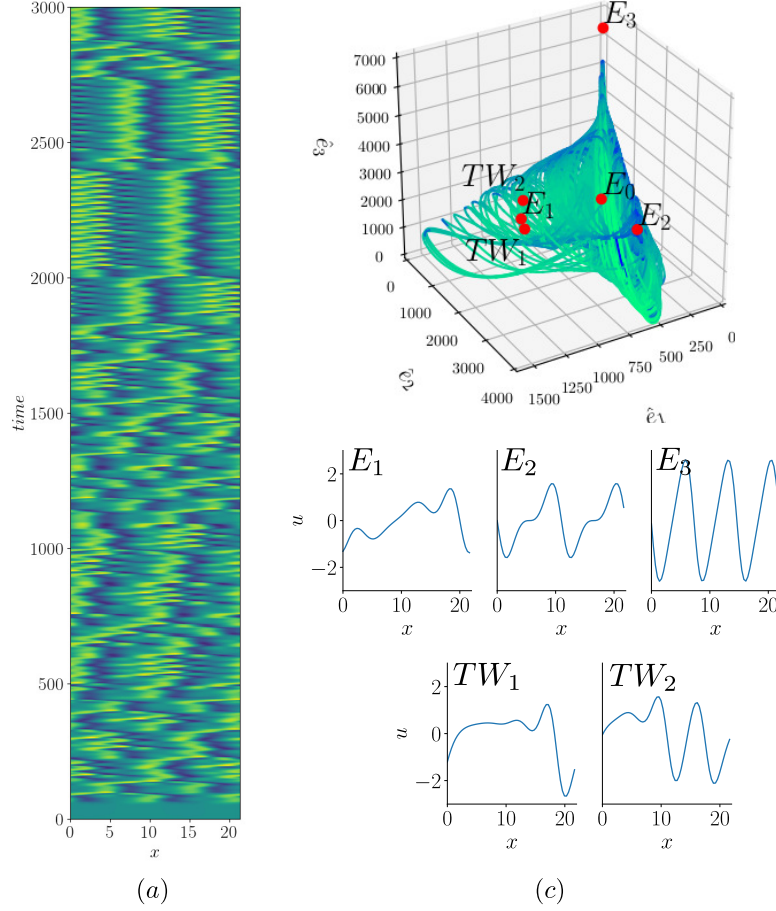 3000
2500
2000
1500
1000
500
0
time
0 5 10 15 20
x
(a)
7000
6000
5000
4000
3000
2000
1000
0
ê₃
0
1000
2000
3000
4000
ê₂
1500 1250 1000 750 500 250 0
ê₁
E₃
TW₂
E₁
E₀
E₂
TW₁
E₁
E₂
E₃
2
0
−2
u
0 10 20
0 10 20
0 10 20
x
x
x
TW₁
TW₂
2
0
−2
u
0 10 20
0 10 20
x
x
(c)